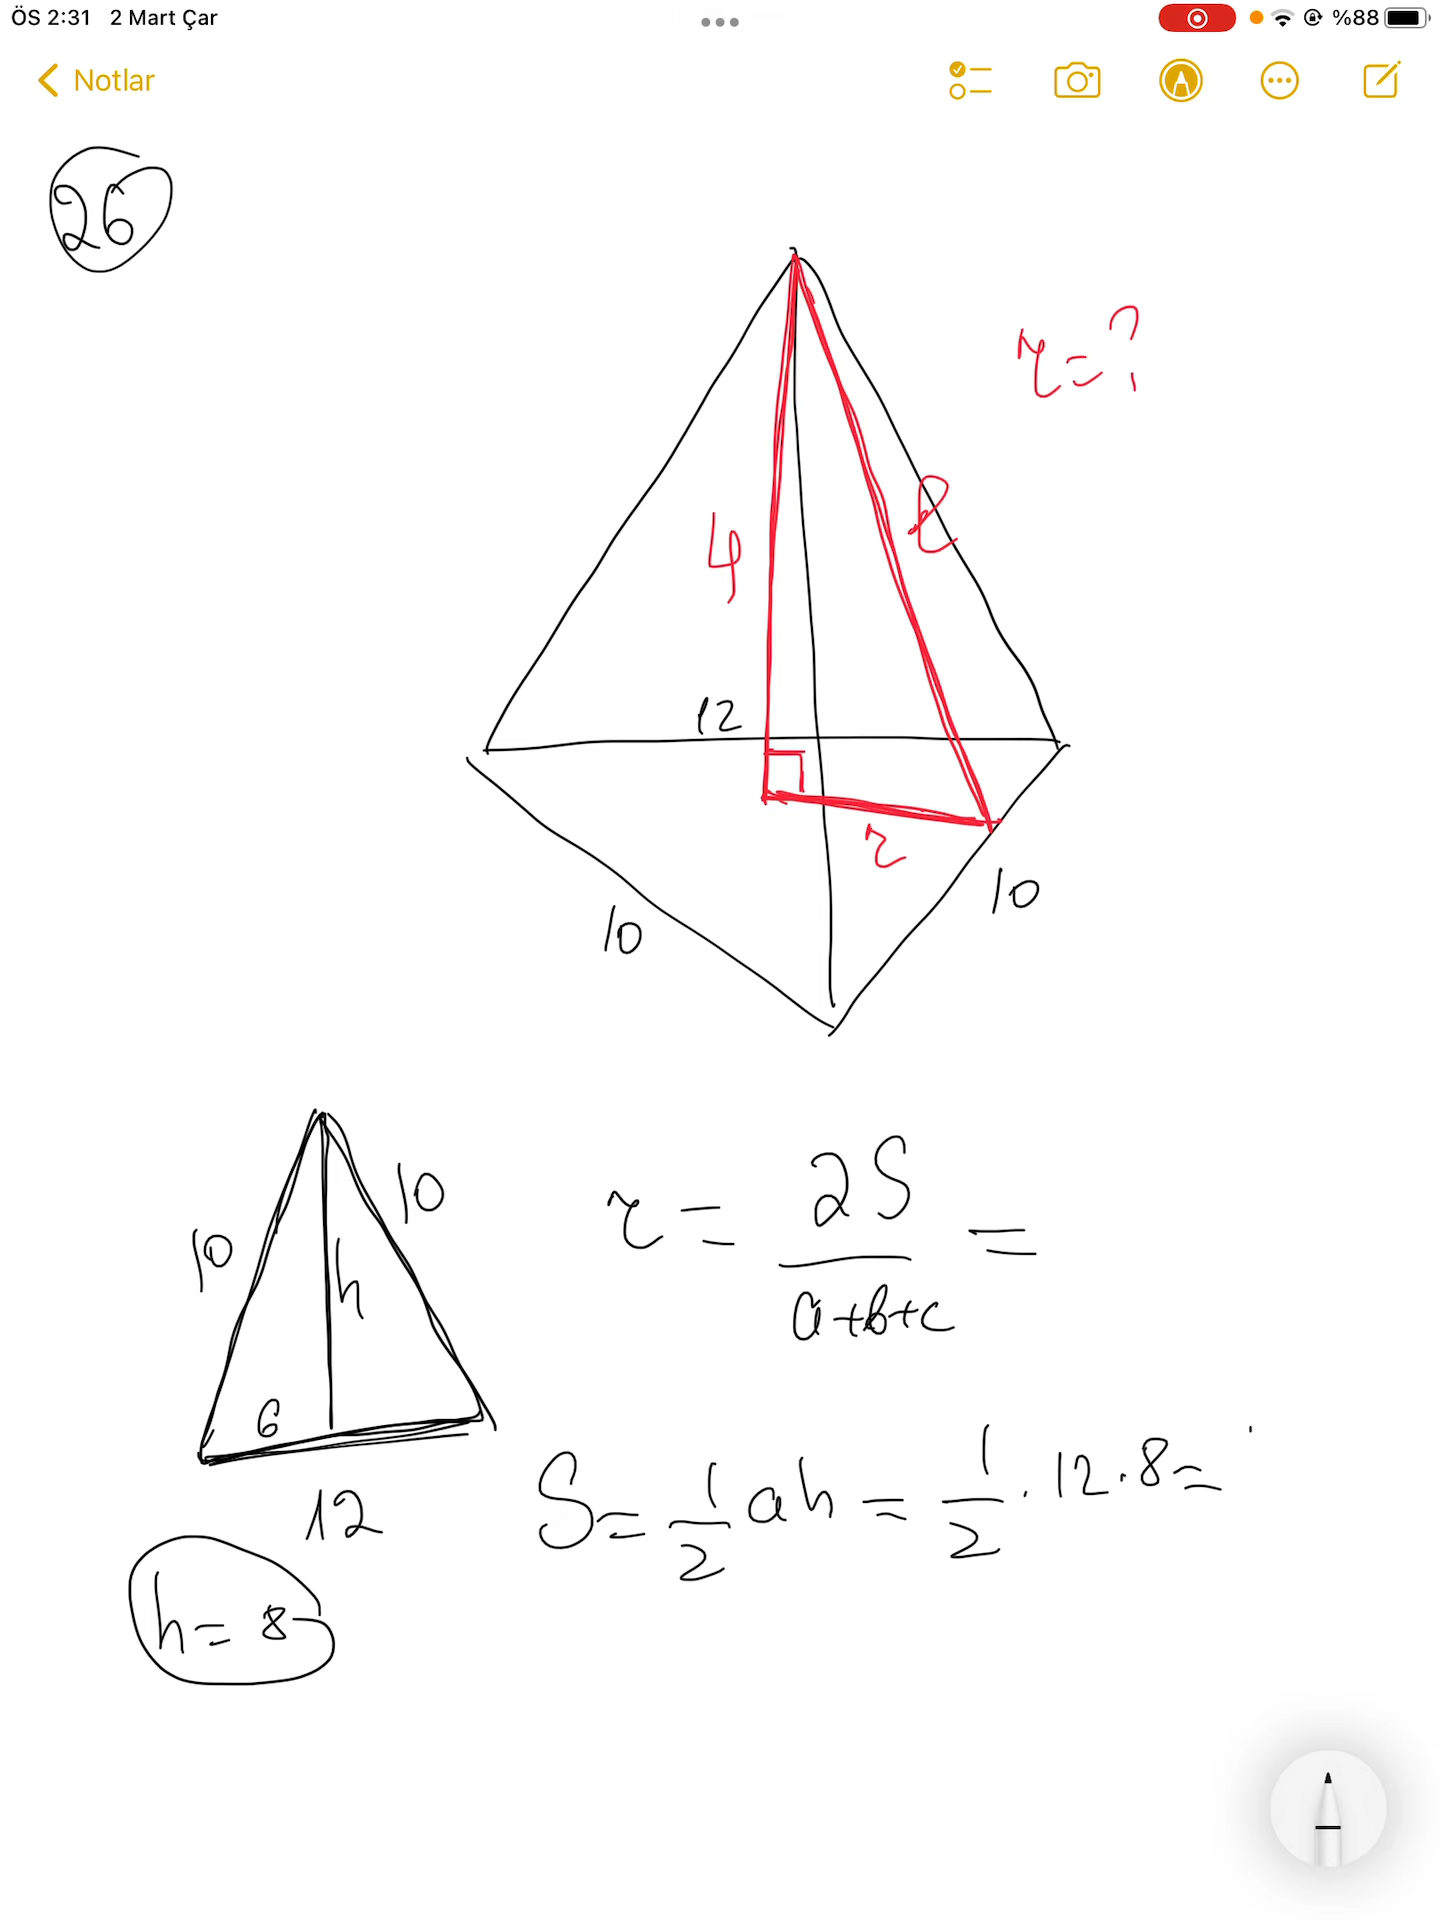 ÖS 2:31 2 Mart Çar
%88
Notlar
26
r = ?
4
ℓ
12
r
10
10
10
10
h
6
12
h = 8
r = 2S / a+b+c =
S = 1/2 ah = 1/2 . 12 . 8 =